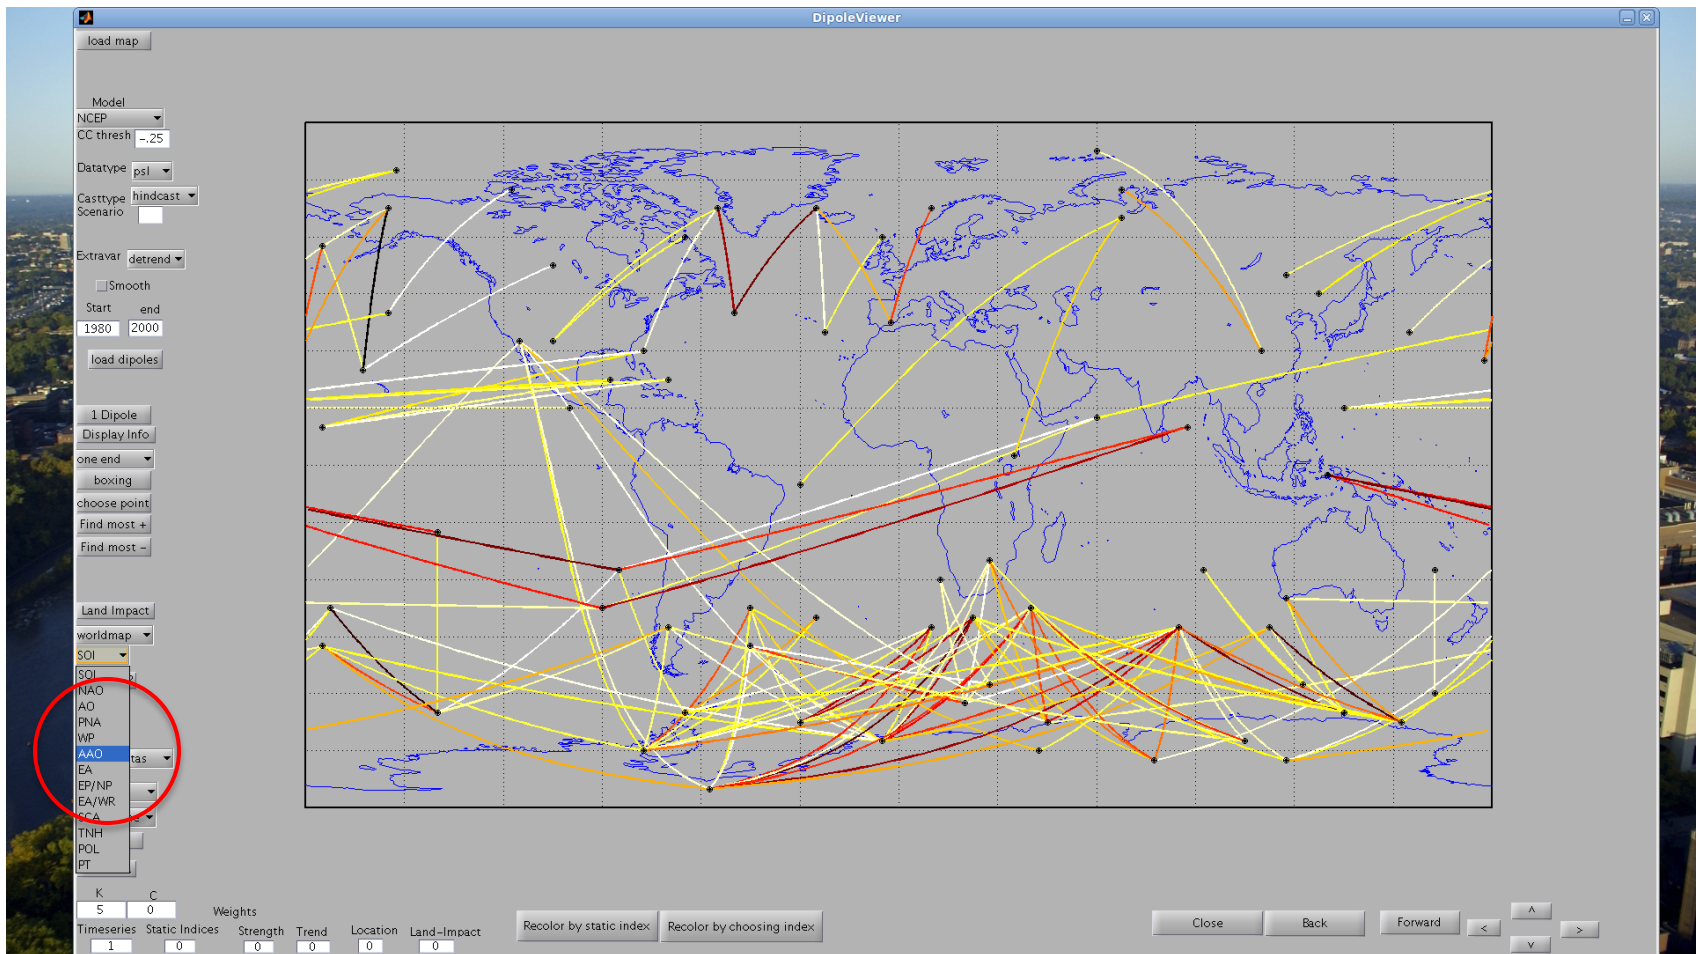 DipoleViewer
load map
Model
NCEP
CC thresh -.25
Datatype psl
Casttype hindcast
Scenario
Extravar detrend
Smooth
Start end
1980 2000
load dipoles
1 Dipole
Display Info
one end
boxing
choose point
Find most +
Find most -
Land Impact
worldmap
SOI
SOI
NAO
AO
PNA
WP
AAO
tas
EA
EP/NP
EA/WR
SCA
TNH
POL
PT
K C
5 0
Weights
Timeseries Static Indices Strength Trend Location Land-Impact
1 0 0 0 0 0
Recolor by static index Recolor by choosing index
Close Back Forward < ^ v >